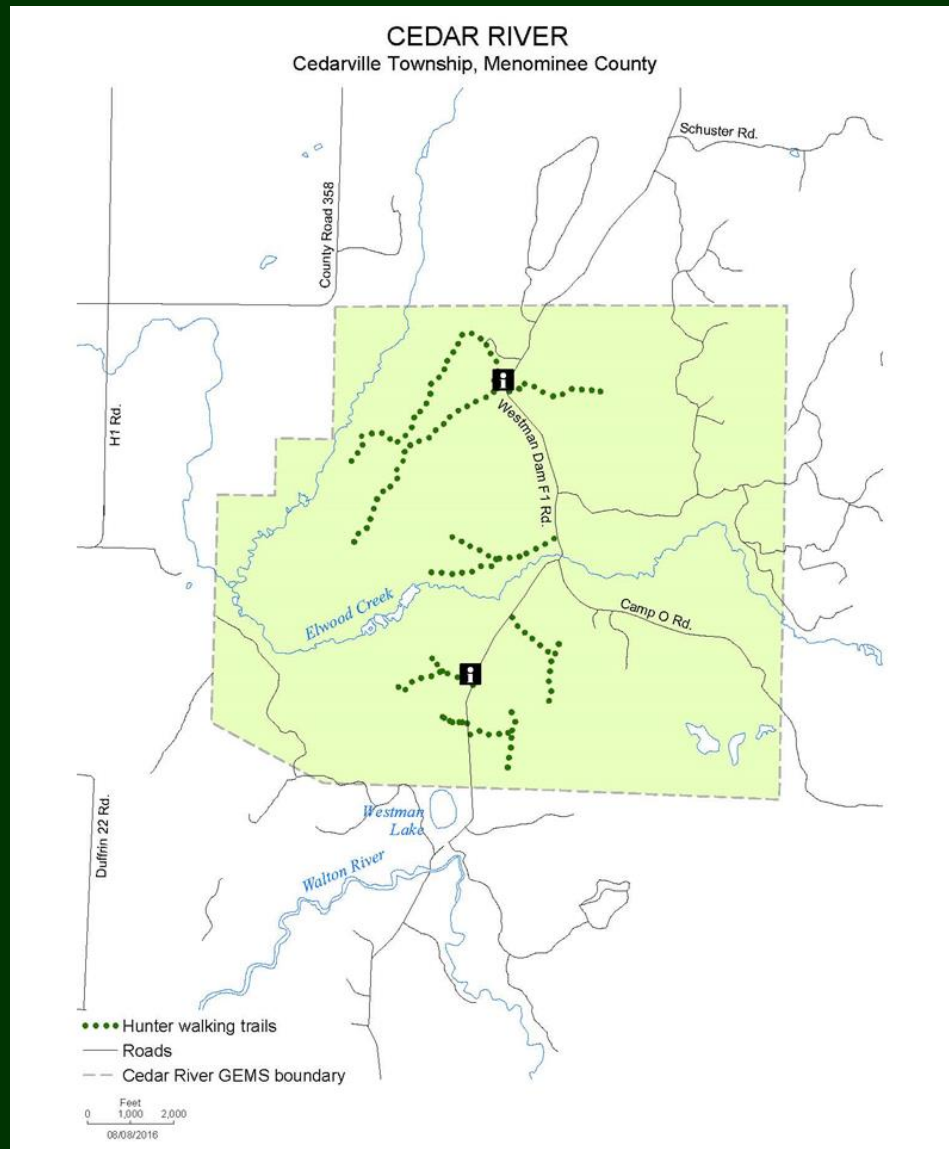 CEDAR RIVER
Cedarville Township, Menominee County
Schuster Rd.
County Road 358
H1 Rd.
i
Westman Dam F1 Rd.
Elwood Creek
Camp O Rd.
i
Westman
Lake
Duffrin 22 Rd.
Walton River
Hunter walking trails
Roads
Cedar River GEMS boundary
Feet
0 1,000 2,000
08/08/2016